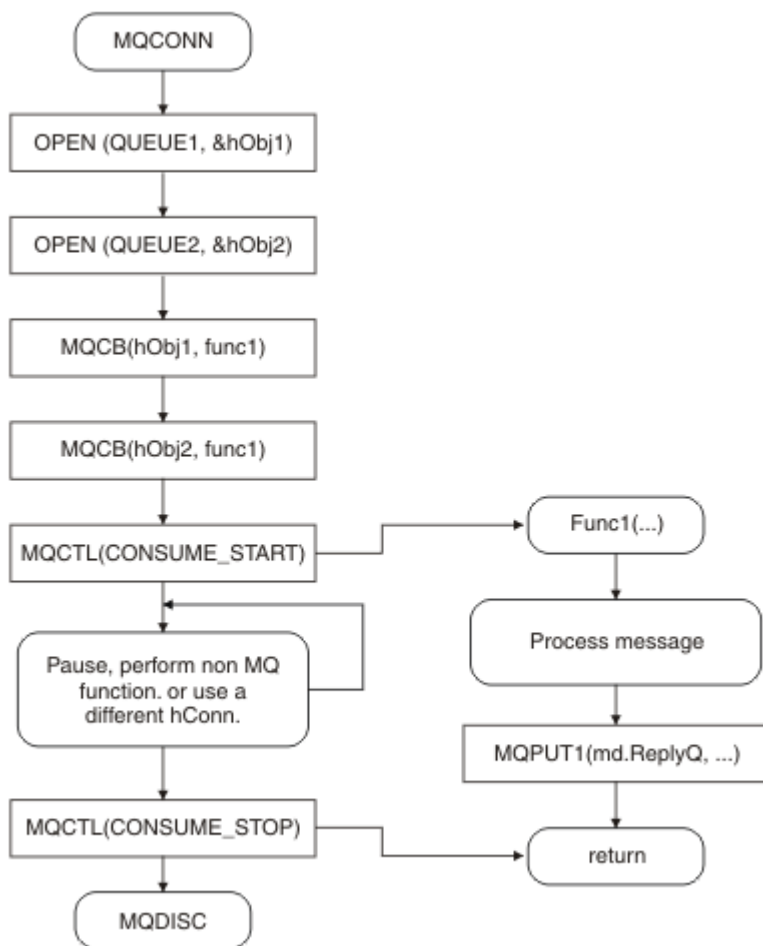 MQCONN
OPEN (QUEUE1, &hObj1)
OPEN (QUEUE2, &hObj2)
MQCB(hObj1, func1)
MQCB(hObj2, func1)
MQCTL(CONSUME_START)
Pause, perform non MQ
function. or use a
different hConn.
MQCTL(CONSUME_STOP)
MQDISC
Func1(...)
Process message
MQPUT1(md.ReplyQ, ...)
return